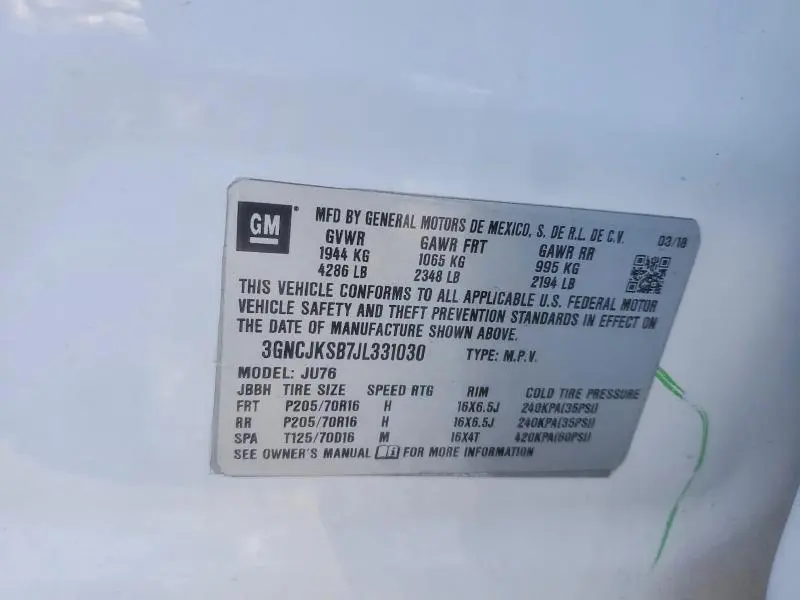 GM
MFD BY GENERAL MOTORS DE MEXICO, S. DE R.L. DE C.V. 03/18
GVWR GAWR FRT GAWR RR
1944 KG 1065 KG 995 KG
4286 LB 2348 LB 2194 LB
THIS VEHICLE CONFORMS TO ALL APPLICABLE U.S. FEDERAL MOTOR
VEHICLE SAFETY AND THEFT PREVENTION STANDARDS IN EFFECT ON
THE DATE OF MANUFACTURE SHOWN ABOVE.
3GNCJKSB7JL331030 TYPE: M.P.V.
MODEL: JU76
JBBH TIRE SIZE SPEED RTG RIM COLD TIRE PRESSURE
FRT P205/70R16 H 16X6.5J 240KPA(35PSI)
RR P205/70R16 H 16X6.5J 240KPA(35PSI)
SPA T125/70D16 M 16X4T 420KPA(60PSI)
SEE OWNER'S MANUAL FOR MORE INFORMATION